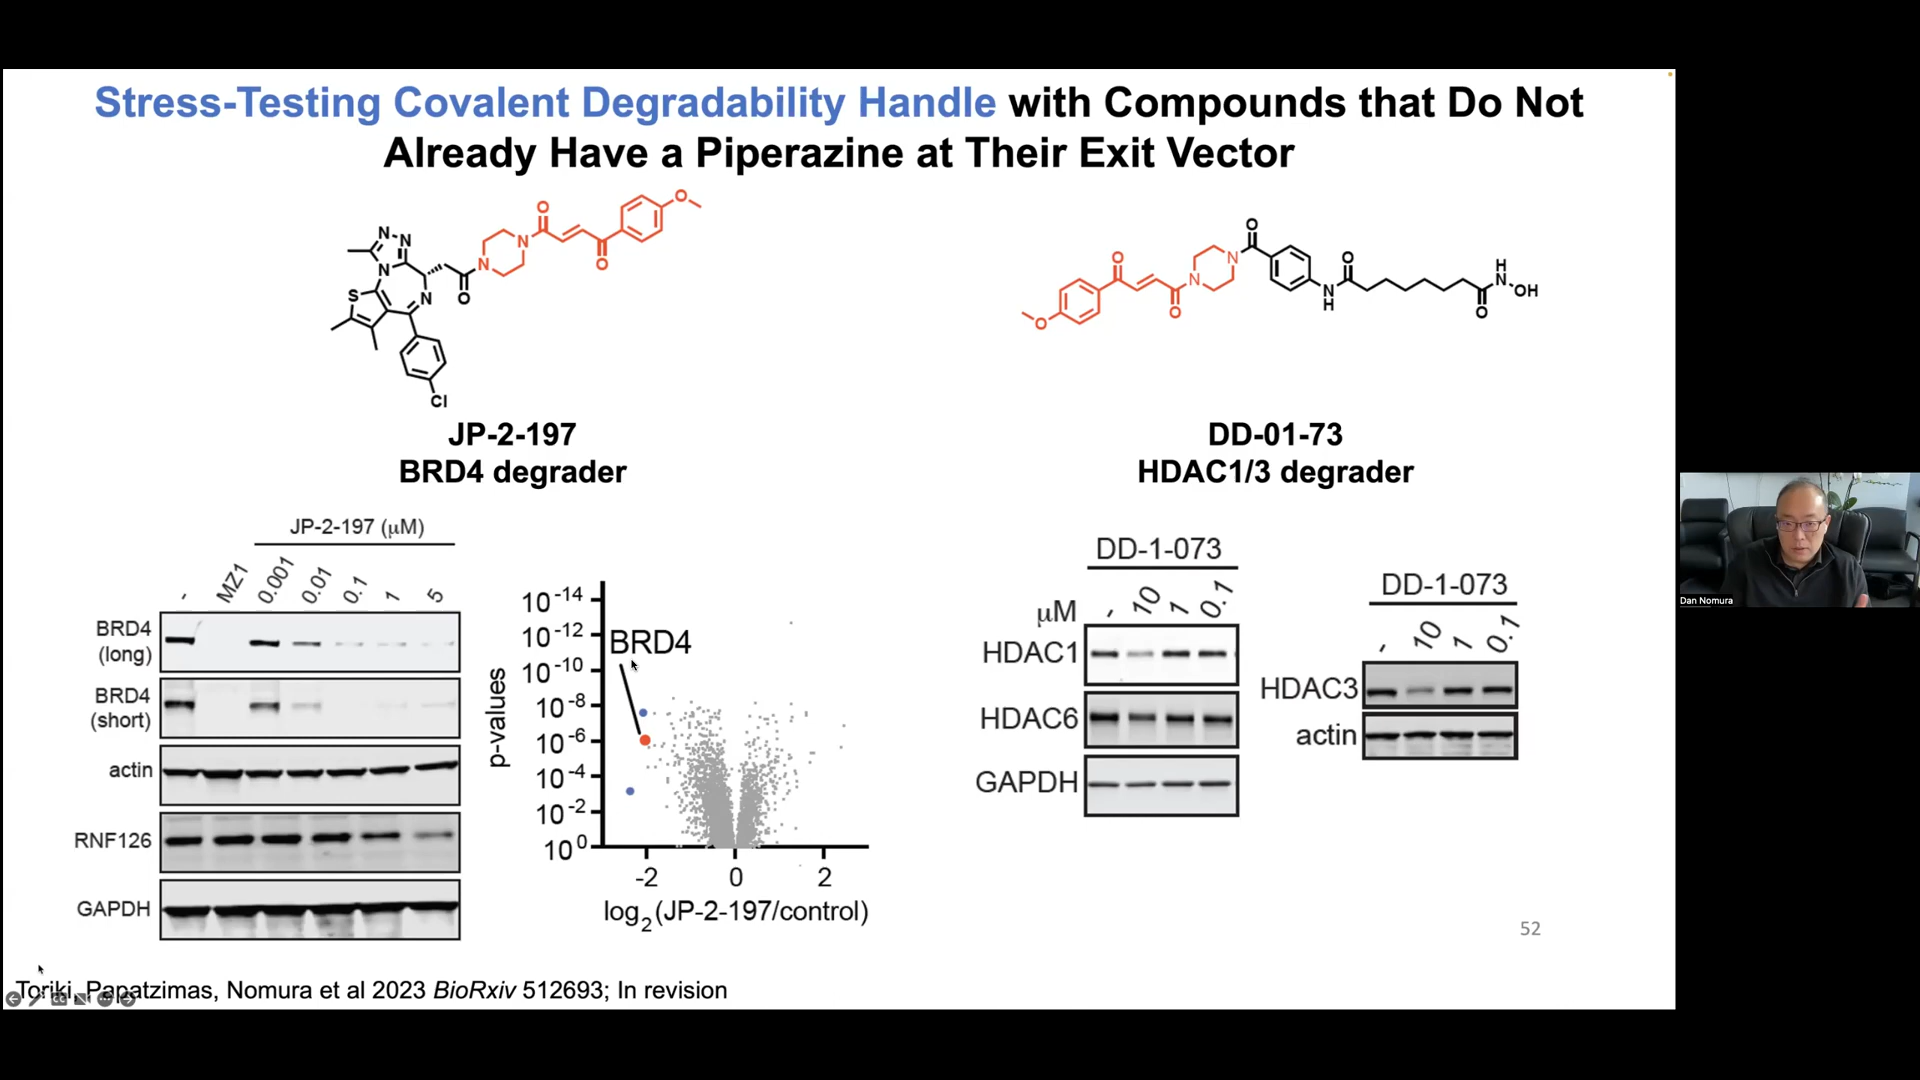 Stress-Testing Covalent Degradability Handle with Compounds that Do Not
Already Have a Piperazine at Their Exit Vector
N
N
N
S
N
Cl
O
N
N
O
O
O
JP-2-197
BRD4 degrader
O
O
N
O
N
O
N
H
O
O
H
N
OH
DD-01-73
HDAC1/3 degrader
JP-2-197 (μM)
- MZ1 0.001 0.01 0.1 1 5
BRD4
(long)
BRD4
(short)
actin
RNF126
GAPDH
p-values
10-14
10-12
10-10
10-8
10-6
10-4
10-2
100
BRD4
-2 0 2
log2(JP-2-197/control)
DD-1-073
μM - 10 1 0.1
HDAC1
HDAC6
GAPDH
DD-1-073
- 10 1 0.1
HDAC3
actin
52
Toriki, Papatzimas, Nomura et al 2023 BioRxiv 512693; In revision
Dan Nomura